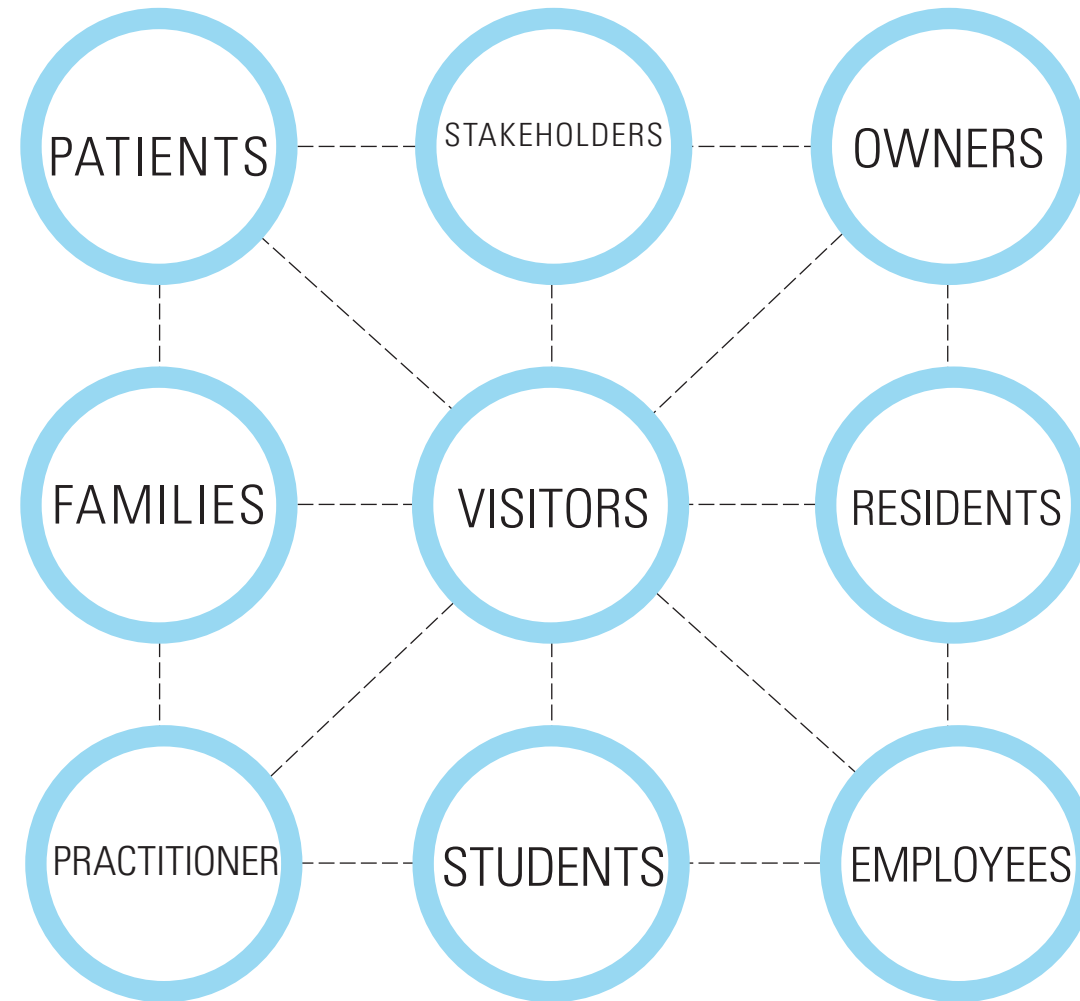 PATIENTS
STAKEHOLDERS
OWNERS
FAMILIES
VISITORS
RESIDENTS
PRACTITIONER
STUDENTS
EMPLOYEES